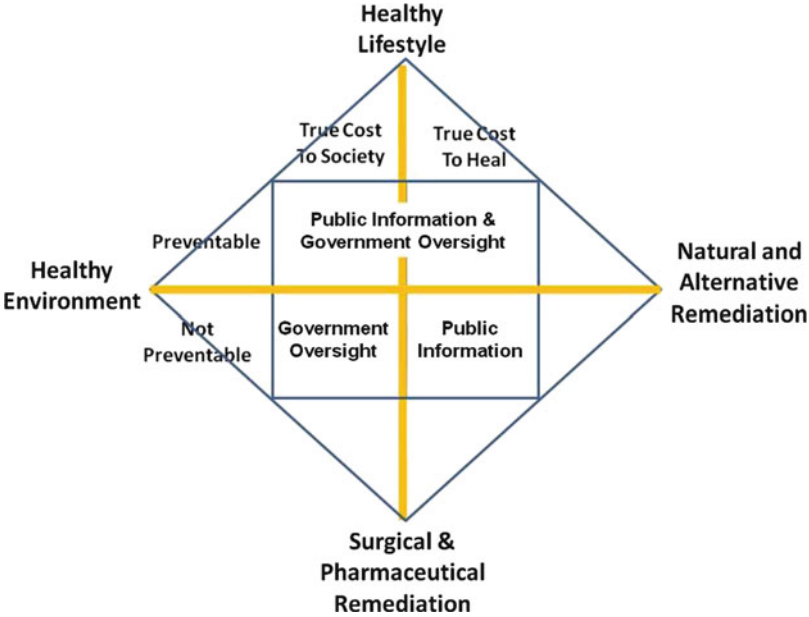 Healthy
Lifestyle
True Cost
To Society
True Cost
To Heal
Public Information &
Government Oversight
Preventable
Healthy
Environment
Natural and
Alternative
Remediation
Not
Preventable
Government
Oversight
Public
Information
Surgical &
Pharmaceutical
Remediation